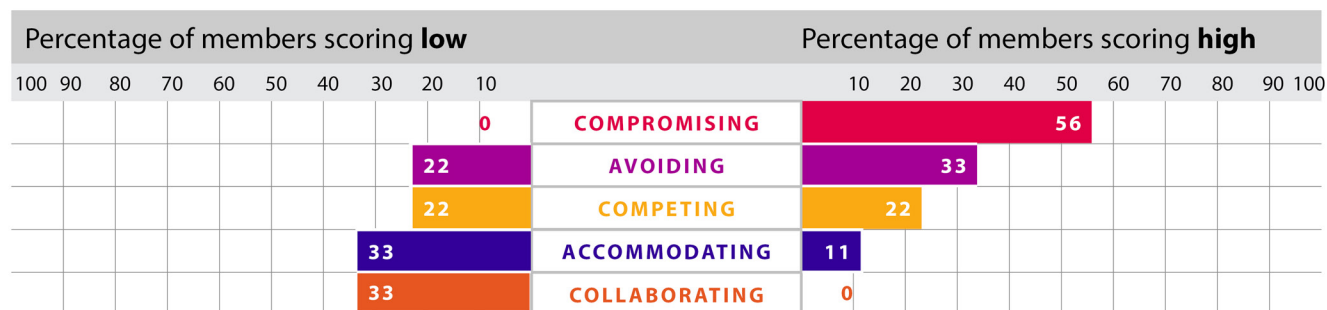 Percentage of members scoring low Percentage of members scoring high
100 90 80 70 60 50 40 30 20 10 10 20 30 40 50 60 70 80 90 100
0 COMPROMISING 56
22 AVOIDING 33
22 COMPETING 22
33 ACCOMMODATING 11
33 COLLABORATING 0